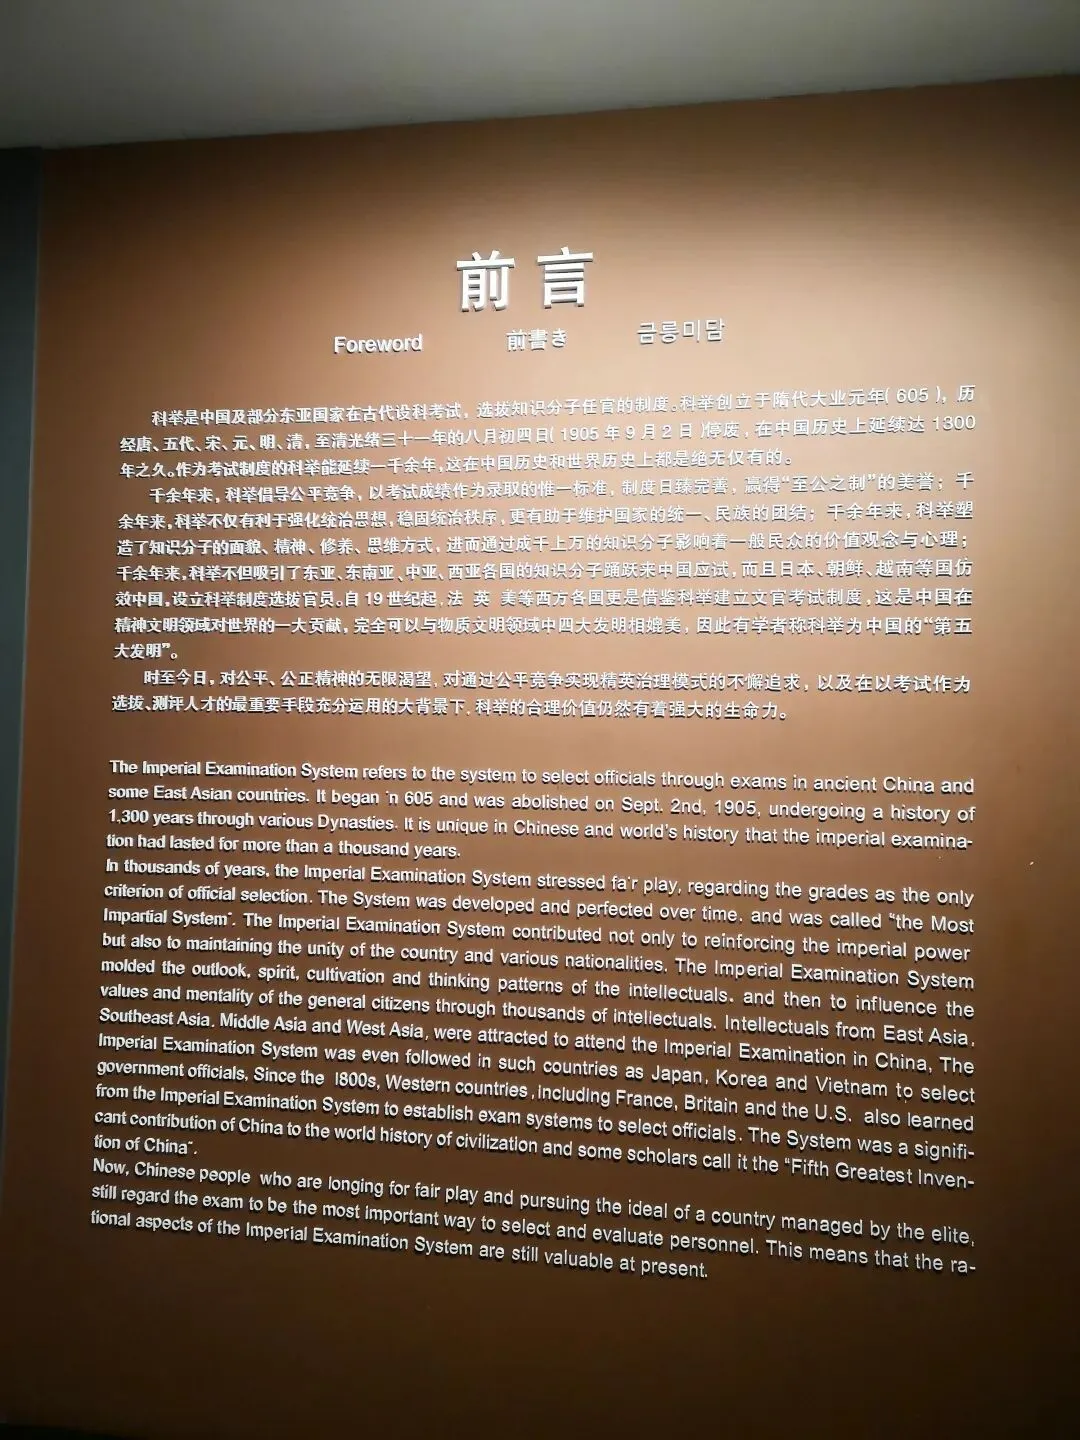 前言
Foreword 前書き 금릉미담
科举是中国及部分东亚国家在古代设科考试，选拔知识分子任官的制度。科举创立于隋代大业元年(605)，历
经唐、五代、宋、元、明、清，至清光绪三十一年的八月初四日(1905年9月2日)停废，在中国历史上延续达1300
年之久。作为考试制度的科举能延续一千余年，这在中国历史和世界历史上都是绝无仅有的。
千余年来，科举倡导公平竞争，以考试成绩作为录取的惟一标准，制度日臻完善，赢得“至公之制”的美誉；千
余年来，科举不仅有利于强化统治思想，稳固统治秩序，更有助于维护国家的统一、民族的团结；千余年来，科举塑
造了知识分子的面貌、精神、修养、思维方式，进而通过成千上万的知识分子影响着一般民众的价值观念与心理；
千余年来，科举不但吸引了东亚、东南亚、中亚、西亚各国的知识分子踊跃来中国应试，而且日本、朝鲜、越南等国仿
效中国，设立科举制度选拔官员。自19世纪起，法 英 美等西方各国更是借鉴科举建立文官考试制度，这是中国在
精神文明领域对世界的一大贡献，完全可以与物质文明领域中四大发明相媲美，因此有学者称科举为中国的“第五
大发明”。
时至今日，对公平、公正精神的无限渴望，对通过公平竞争实现精英治理模式的不懈追求，以及在以考试作为
选拔、测评人才的最重要手段充分运用的大背景下，科举的合理价值仍然有着强大的生命力。
The Imperial Examination System refers to the system to select officials through exams in ancient China and
some East Asian countries. It began in 605 and was abolished on Sept. 2nd, 1905, undergoing a history of
1,300 years through various Dynasties. It is unique in Chinese and world's history that the imperial examina-
tion had lasted for more than a thousand years.
In thousands of years, the Imperial Examination System stressed fair play, regarding the grades as the only
criterion of official selection. The System was developed and perfected over time, and was called "the Most
Impartial System". The Imperial Examination System contributed not only to reinforcing the imperial power
but also to maintaining the unity of the country and various nationalities. The Imperial Examination System
molded the outlook, spirit, cultivation and thinking patterns of the intellectuals, and then to influence the
values and mentality of the general citizens through thousands of intellectuals. Intellectuals from East Asia,
Southeast Asia, Middle Asia and West Asia, were attracted to attend the Imperial Examination in China, The
Imperial Examination System was even followed in such countries as Japan, Korea and Vietnam to select
government officials, Since the 1800s, Western countries, including France, Britain and the U.S. also learned
from the Imperial Examination System to establish exam systems to select officials. The System was a signifi-
cant contribution of China to the world history of civilization and some scholars call it the "Fifth Greatest Inven-
tion of China".
Now, Chinese people who are longing for fair play and pursuing the ideal of a country managed by the elite,
still regard the exam to be the most important way to select and evaluate personnel. This means that the ra-
tional aspects of the Imperial Examination System are still valuable at present.